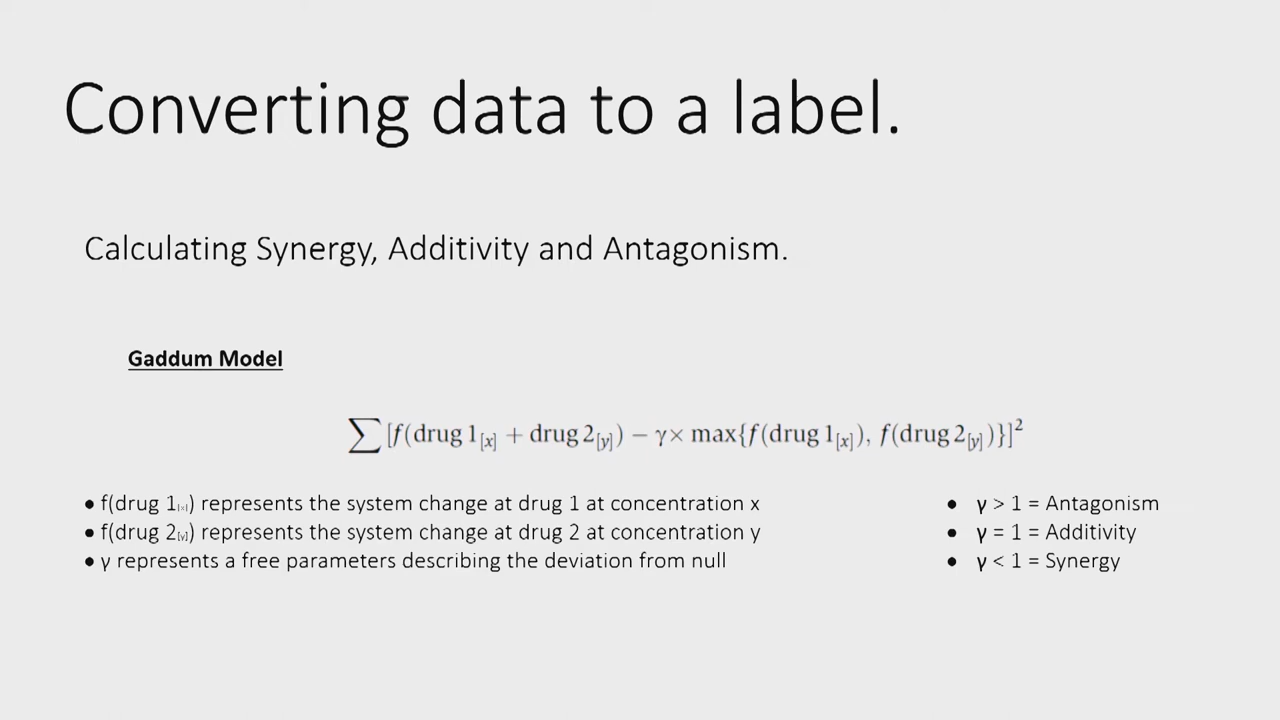 Converting data to a label.
Calculating Synergy, Additivity and Antagonism.
Gaddum Model
∑[f(drug 1[x] + drug 2[y]) − γ× max{f(drug 1[x]), f(drug 2[y])}]²
• f(drug 1[x]) represents the system change at drug 1 at concentration x
• f(drug 2[y]) represents the system change at drug 2 at concentration y
• γ represents a free parameters describing the deviation from null
• γ > 1 = Antagonism
• γ = 1 = Additivity
• γ < 1 = Synergy